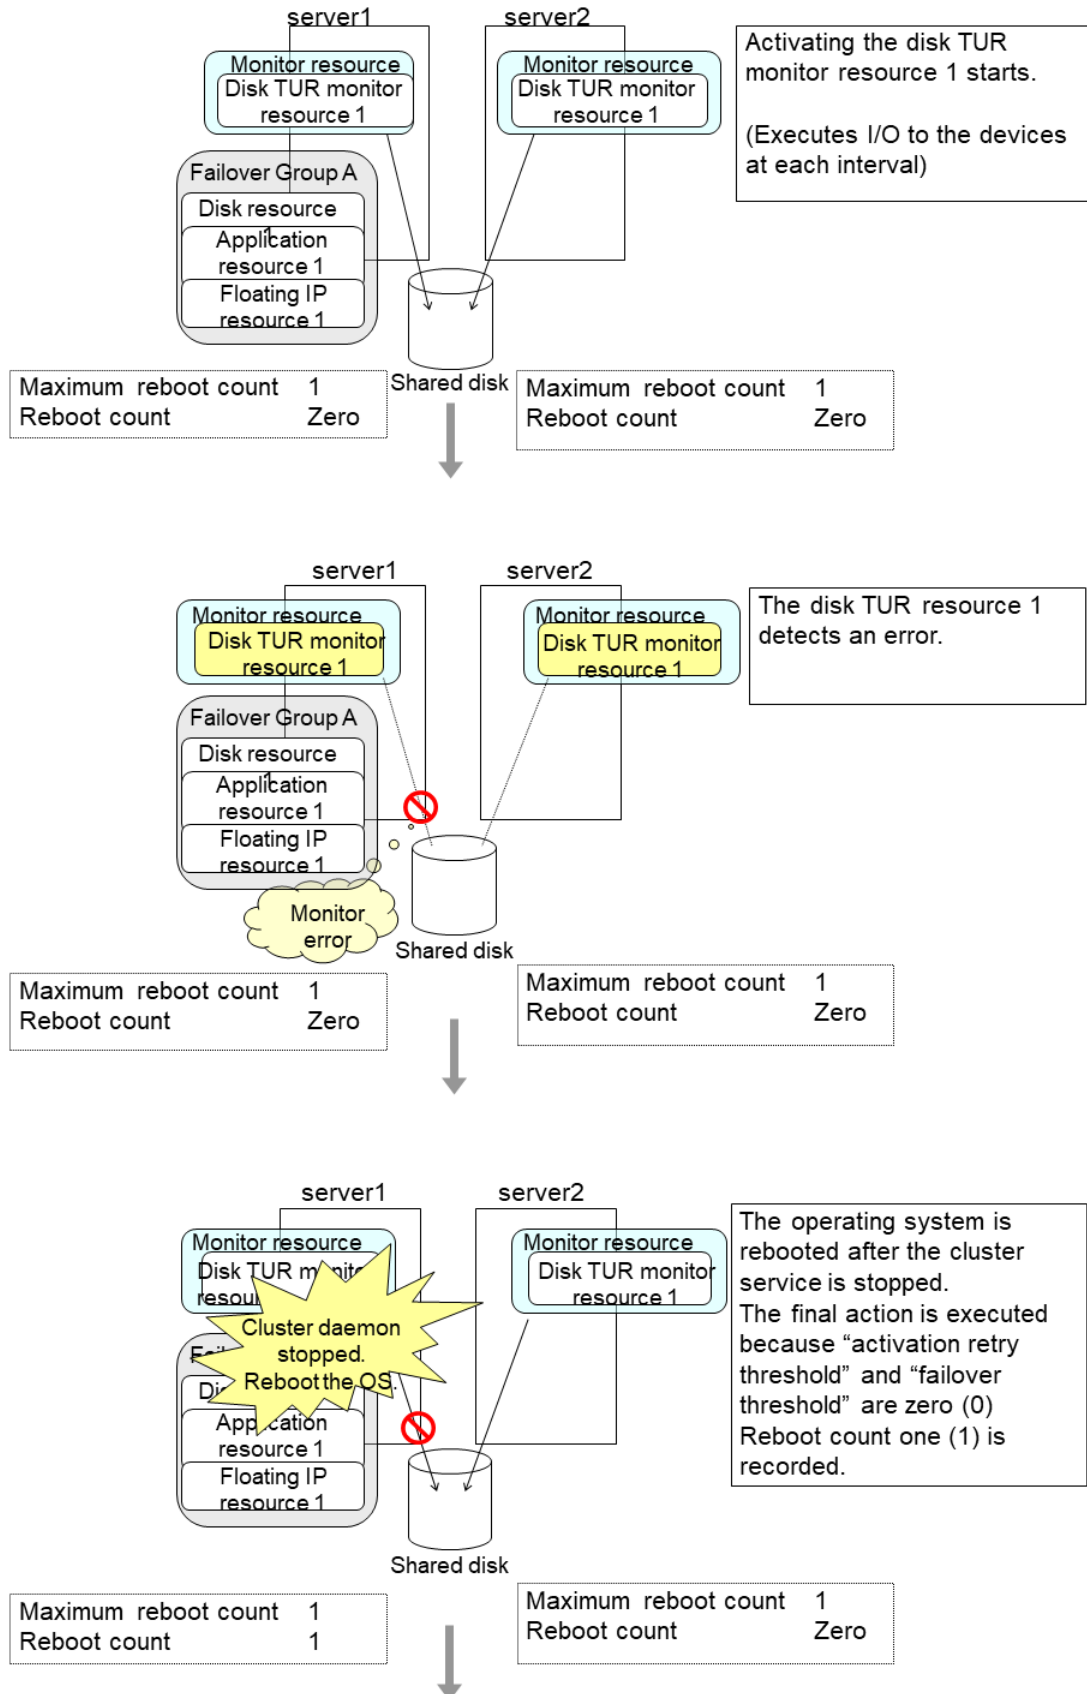 server1
server2
Monitor resource
Disk TUR monitor
resource 1
Monitor resource
Disk TUR monitor
resource 1
Activating the disk TUR
monitor resource 1 starts.
(Executes I/O to the devices
at each interval)
Failover Group A
Disk resource
1
Application
resource 1
Floating IP
resource 1
Shared disk
Maximum reboot count 1
Reboot count Zero
Maximum reboot count 1
Reboot count Zero
server1
server2
Monitor resource
Disk TUR monitor
resource 1
Monitor resource
Disk TUR monitor
resource 1
The disk TUR resource 1
detects an error.
Failover Group A
Disk resource
1
Application
resource 1
Floating IP
resource 1
Monitor
error
Shared disk
Maximum reboot count 1
Reboot count Zero
Maximum reboot count 1
Reboot count Zero
server1
server2
Monitor resource
Disk TUR monitor
Monitor resource
Disk TUR monitor
resource 1
The operating system is
rebooted after the cluster
service is stopped.
The final action is executed
because “activation retry
threshold” and “failover
threshold” are zero (0)
Reboot count one (1) is
recorded.
Cluster daemon
stopped.
Reboot the OS.
Application
resource 1
Floating IP
resource 1
Shared disk
Maximum reboot count 1
Reboot count 1
Maximum reboot count 1
Reboot count Zero